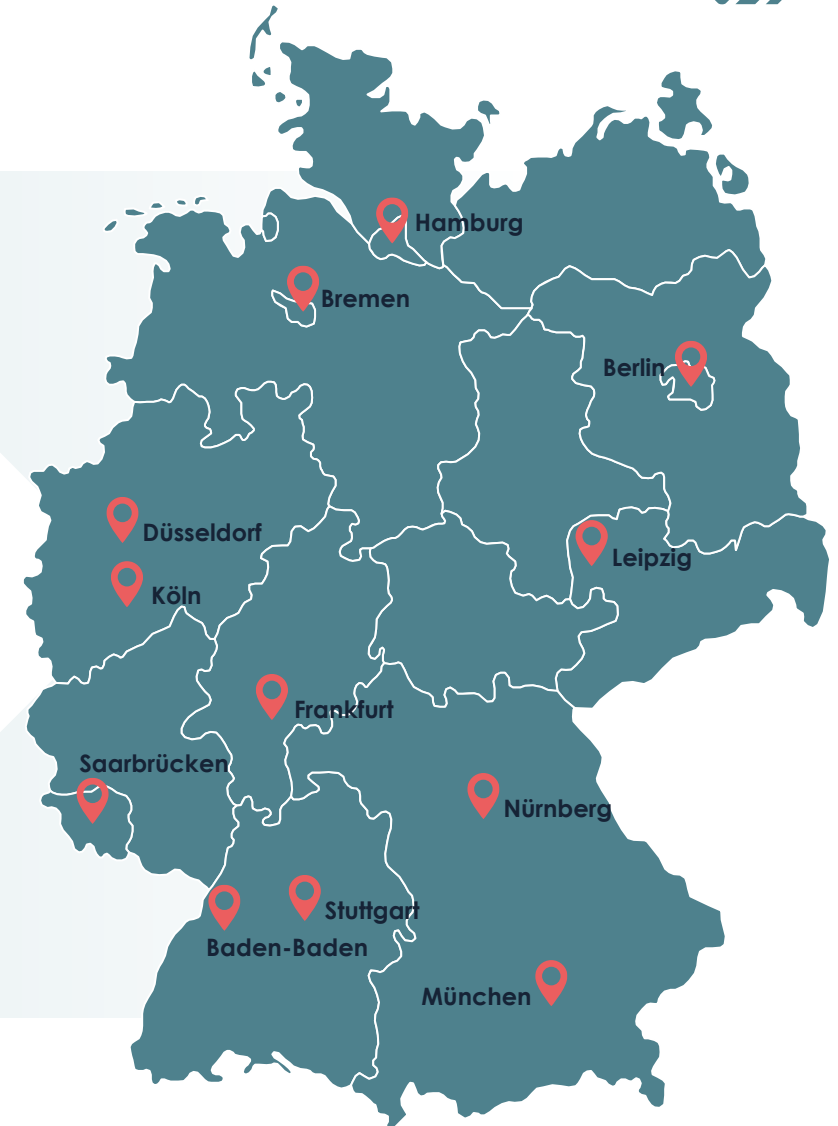 Hamburg
Bremen
Berlin
Düsseldorf
Leipzig
Köln
Frankfurt
Saarbrücken
Nürnberg
Stuttgart
Baden-Baden
München